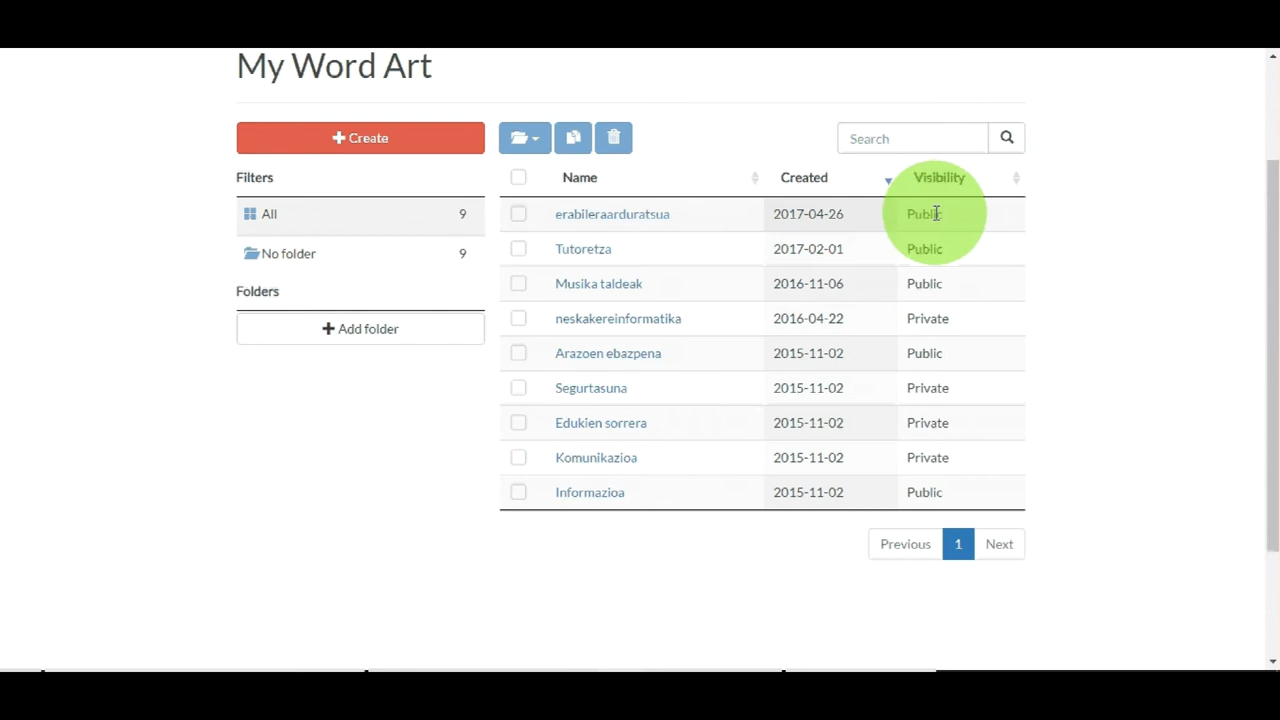 My Word Art
Create
Search
Filters
All 9
No folder 9
Folders
Add folder
Name Created Visibility
erabileraarduratsua 2017-04-26 Public
Tutoretza 2017-02-01 Public
Musika taldeak 2016-11-06 Public
neskakereinformatika 2016-04-22 Private
Arazoen ebazpena 2015-11-02 Public
Segurtasuna 2015-11-02 Private
Edukien sorrera 2015-11-02 Private
Komunikazioa 2015-11-02 Private
Informazioa 2015-11-02 Public
Previous 1 Next